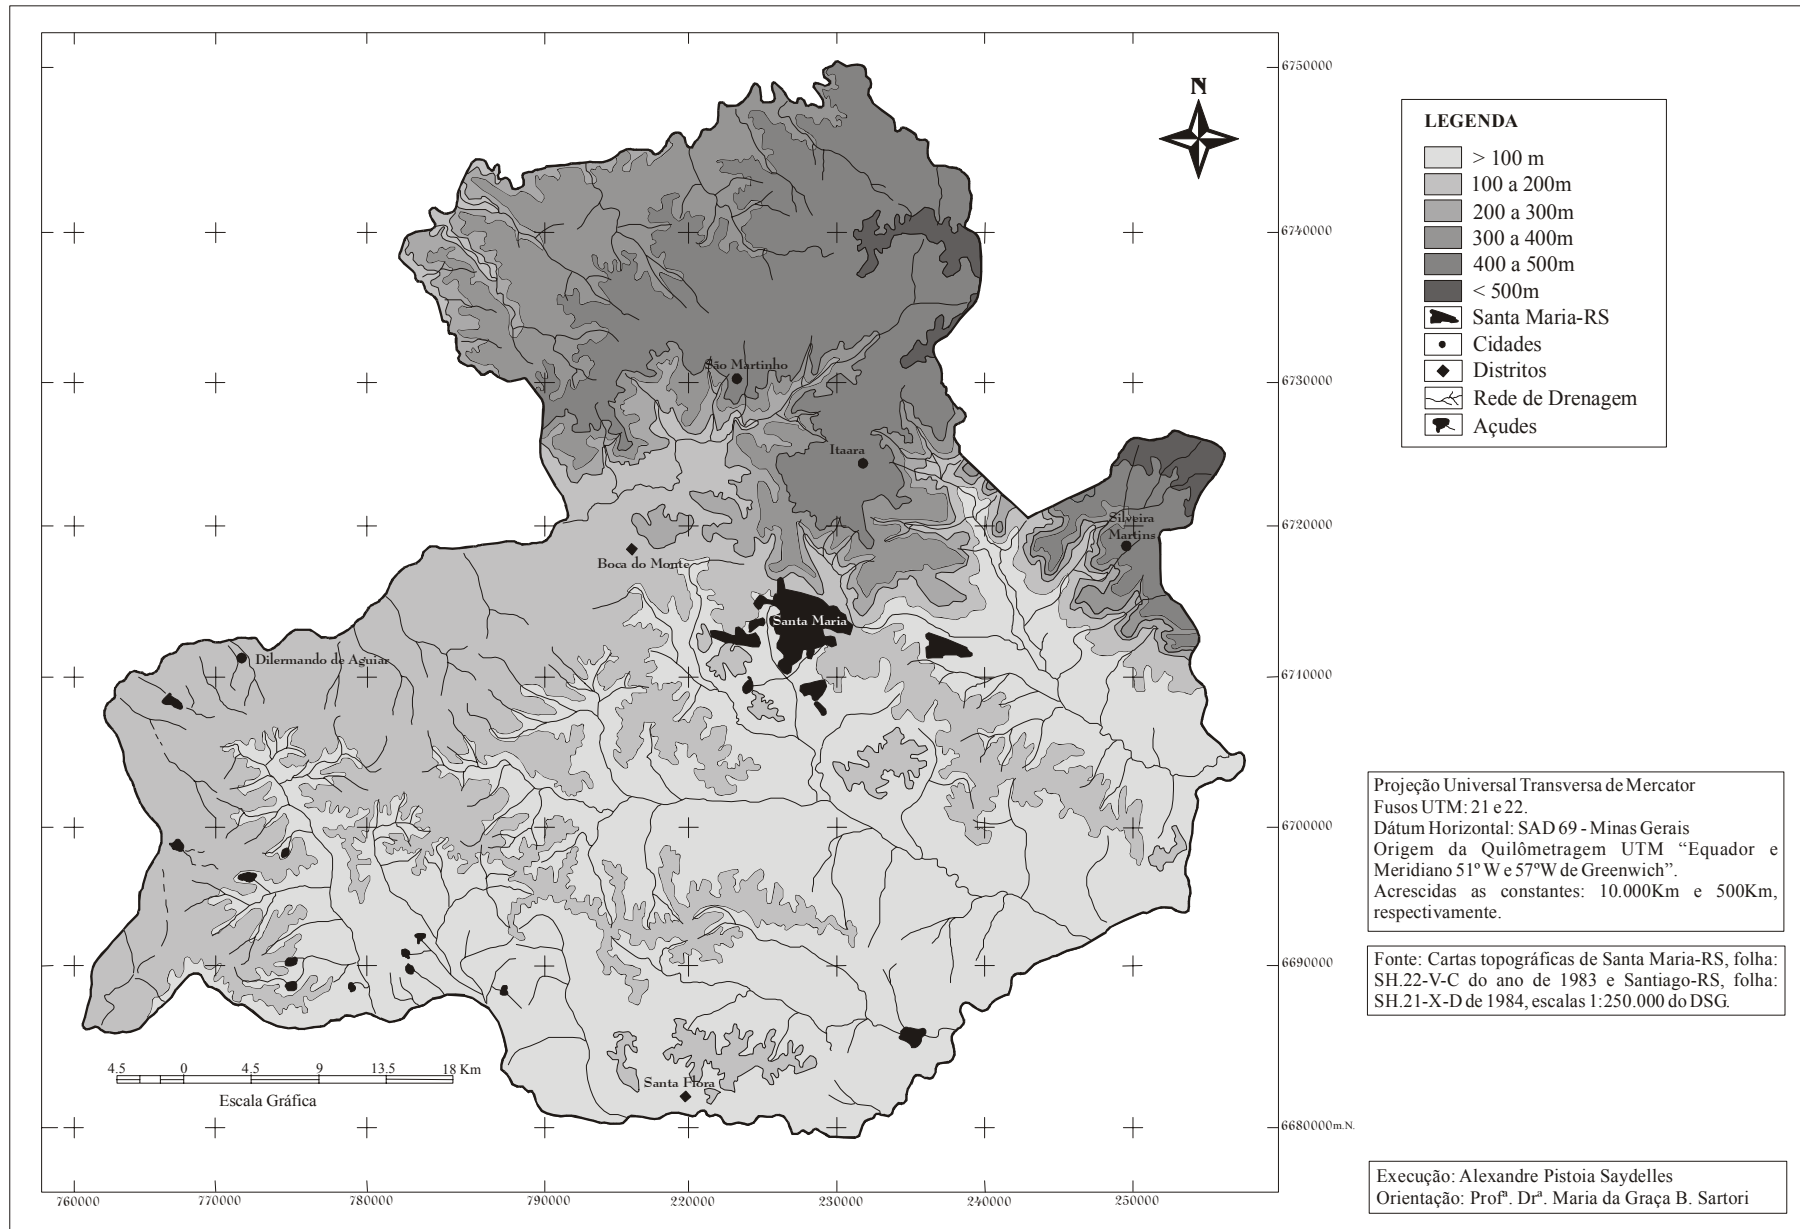 6750000
N
LEGENDA
> 100 m
100 a 200m
200 a 300m
300 a 400m
400 a 500m
< 500m
Santa Maria-RS
Cidades
Distritos
Rede de Drenagem
Açudes
6740000
6730000
São Martinho
Itaara
6720000
Silveira
Martins
Boca do Monte
Santa Maria
Dilermando de Aguiar
6710000
6700000
Projeção Universal Transversa de Mercator
Fusos UTM: 21 e 22.
Dátum Horizontal: SAD 69 - Minas Gerais
Origem da Quilômetragem UTM “Equador e
Meridiano 51º W e 57ºW de Greenwich”.
Acrescidas as constantes: 10.000Km e 500Km,
respectivamente.
6690000
Fonte: Cartas topográficas de Santa Maria-RS, folha:
SH.22-V-C do ano de 1983 e Santiago-RS, folha:
SH.21-X-D de 1984, escalas 1:250.000 do DSG.
4.5 0 4.5 9 13.5 18 Km
Escala Gráfica
Santa Flora
6680000m.N.
Execução: Alexandre Pistoia Saydelles
Orientação: Profª. Drª. Maria da Graça B. Sartori
760000 770000 780000 790000 220000 230000 240000 250000